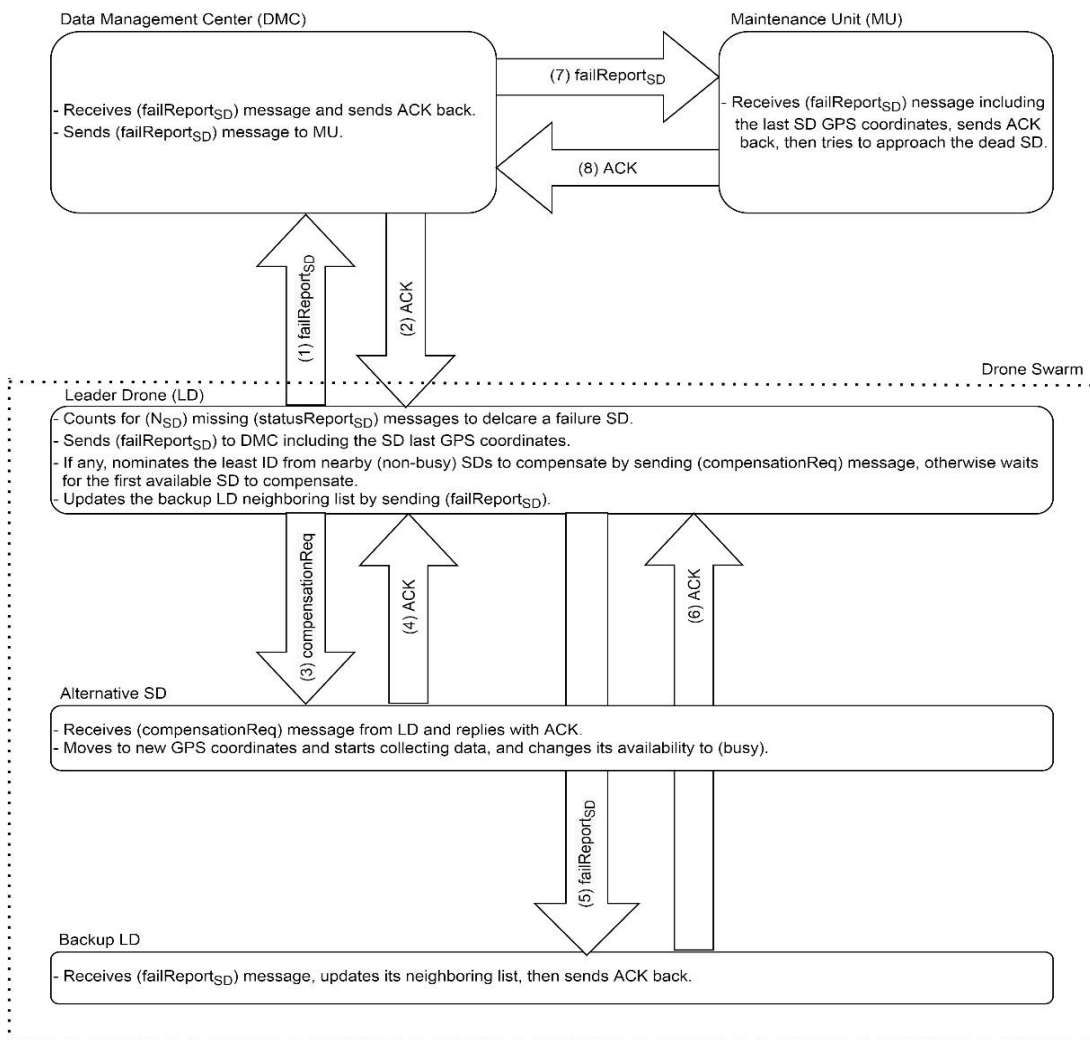 Data Management Center (DMC)
Maintenance Unit (MU)
- Receives (failReportSD) message and sends ACK back.
- Sends (failReportSD) message to MU.
(7) failReportSD
(8) ACK
- Receives (failReportSD) nessage including
the last SD GPS coordinates, sends ACK
back, then tries to approach the dead SD.
(1) failReportSD
(2) ACK
Drone Swarm
Leader Drone (LD)
- Counts for (NSD) missing (statusReportSD) messages to delcare a failure SD.
- Sends (failReportSD) to DMC including the SD last GPS coordinates.
- If any, nominates the least ID from nearby (non-busy) SDs to compensate by sending (compensationReq) message, otherwise waits
for the first available SD to compensate.
- Updates the backup LD neighboring list by sending (failReportSD).
(3) compensationReq
(4) ACK
(6) ACK
Alternative SD
- Receives (compensationReq) message from LD and replies with ACK.
- Moves to new GPS coordinates and starts collecting data, and changes its availability to (busy).
(5) failReportSD
Backup LD
- Receives (failReportSD) message, updates its neighboring list, then sends ACK back.